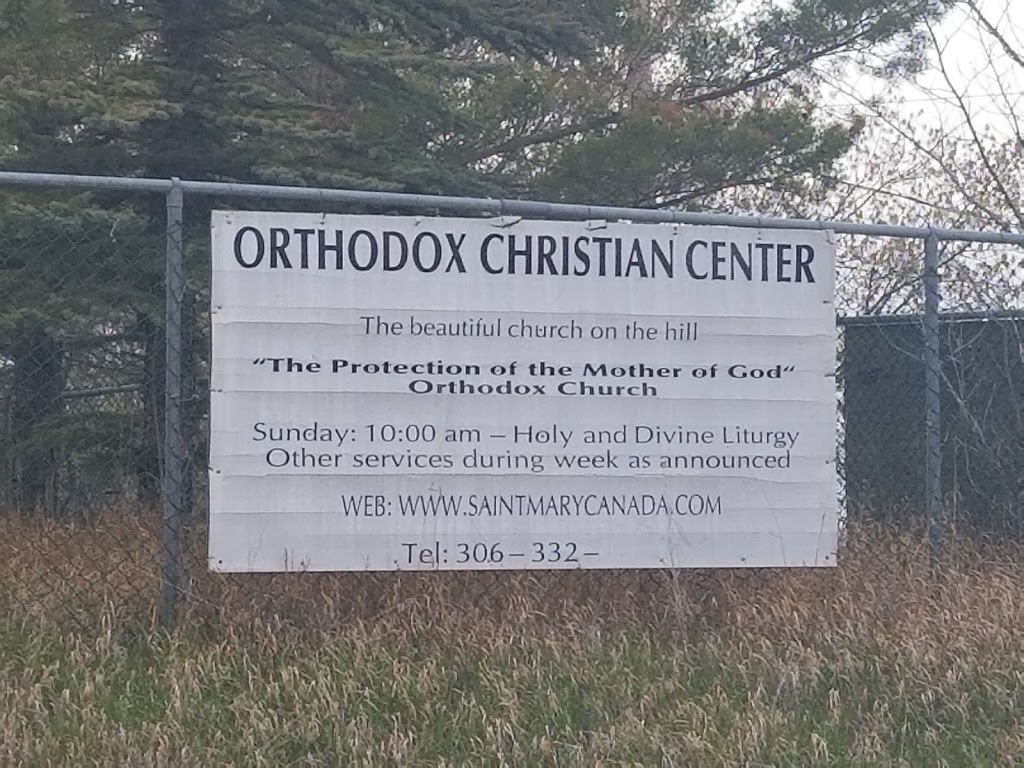 ORTHODOX CHRISTIAN CENTER
The beautiful church on the hill
"The Protection of the Mother of God"
Orthodox Church
Sunday: 10:00 am – Holy and Divine Liturgy
Other services during week as announced
WEB: WWW.SAINTMARYCANADA.COM
Tel: 306 – 332 –